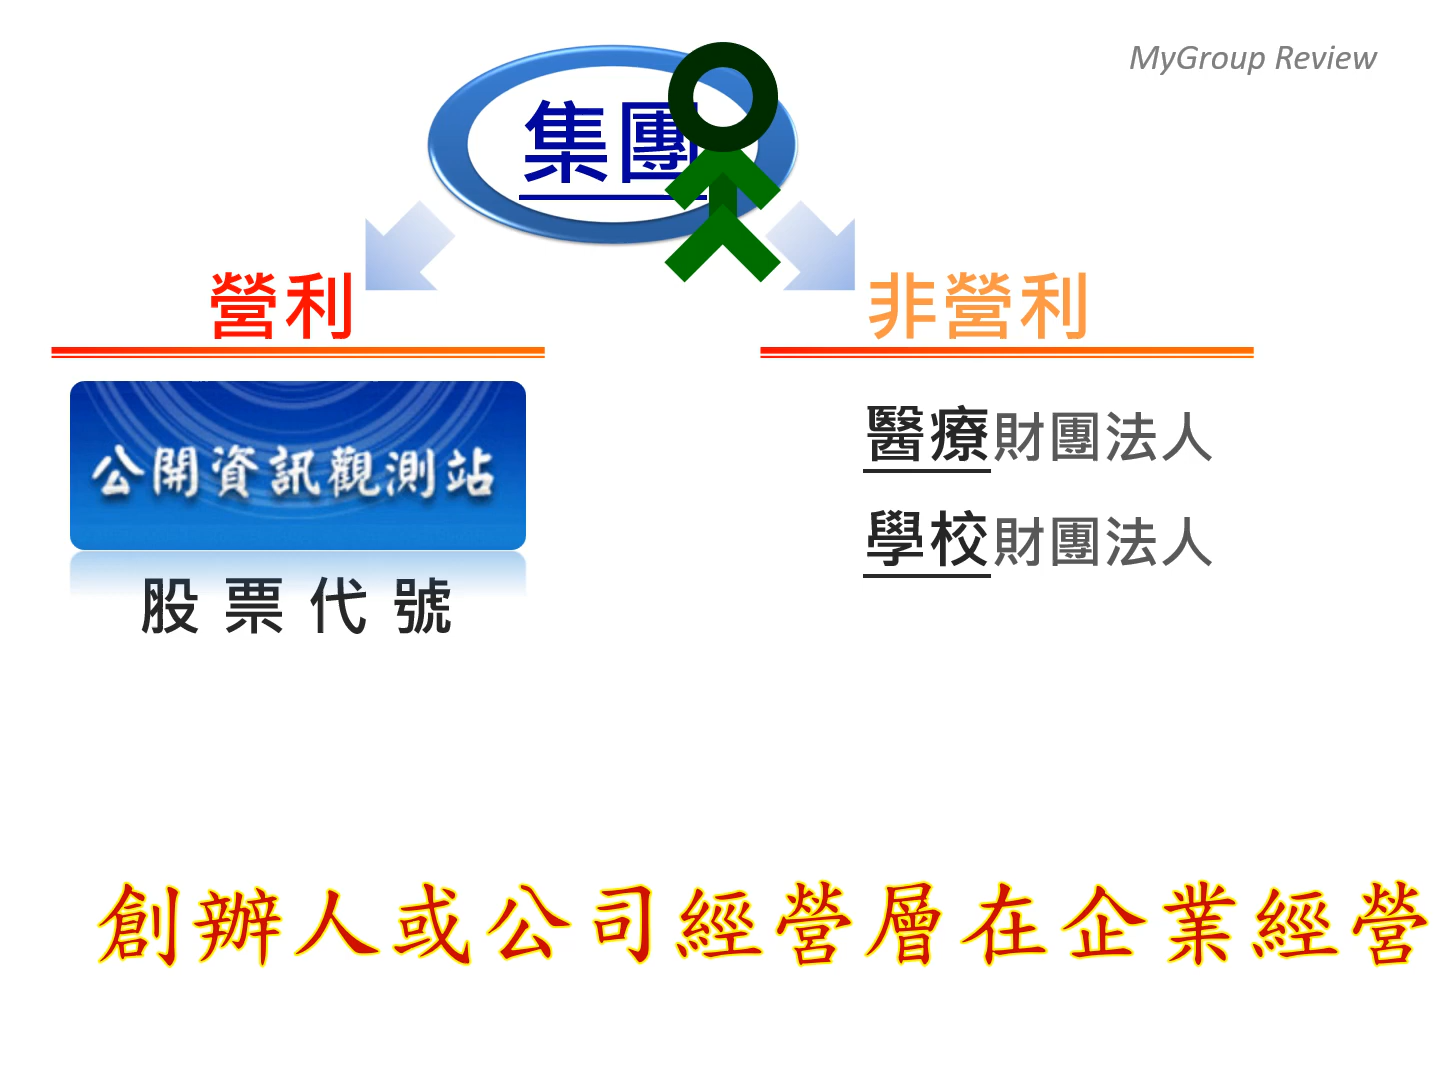 MyGroup Review
集團
營利
非營利
公開資訊觀測站
股票代號
醫療財團法人
學校財團法人
創辦人或公司經營層在企業經營